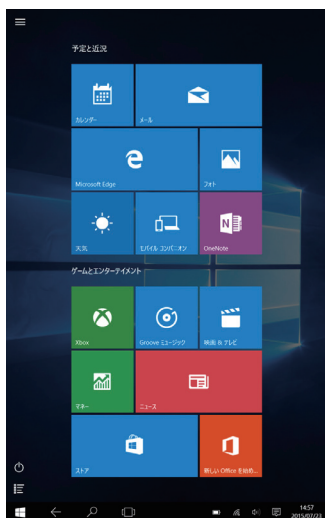 予定と近況
カレンダー
メール
Microsoft Edge
フォト
天気
モバイル コンパニオン
OneNote
ゲームとエンターテイメント
Xbox
Groove ミュージック
映画 & テレビ
マネー
ニュース
ストア
新しい Office を始め...
14:57
2015/07/23